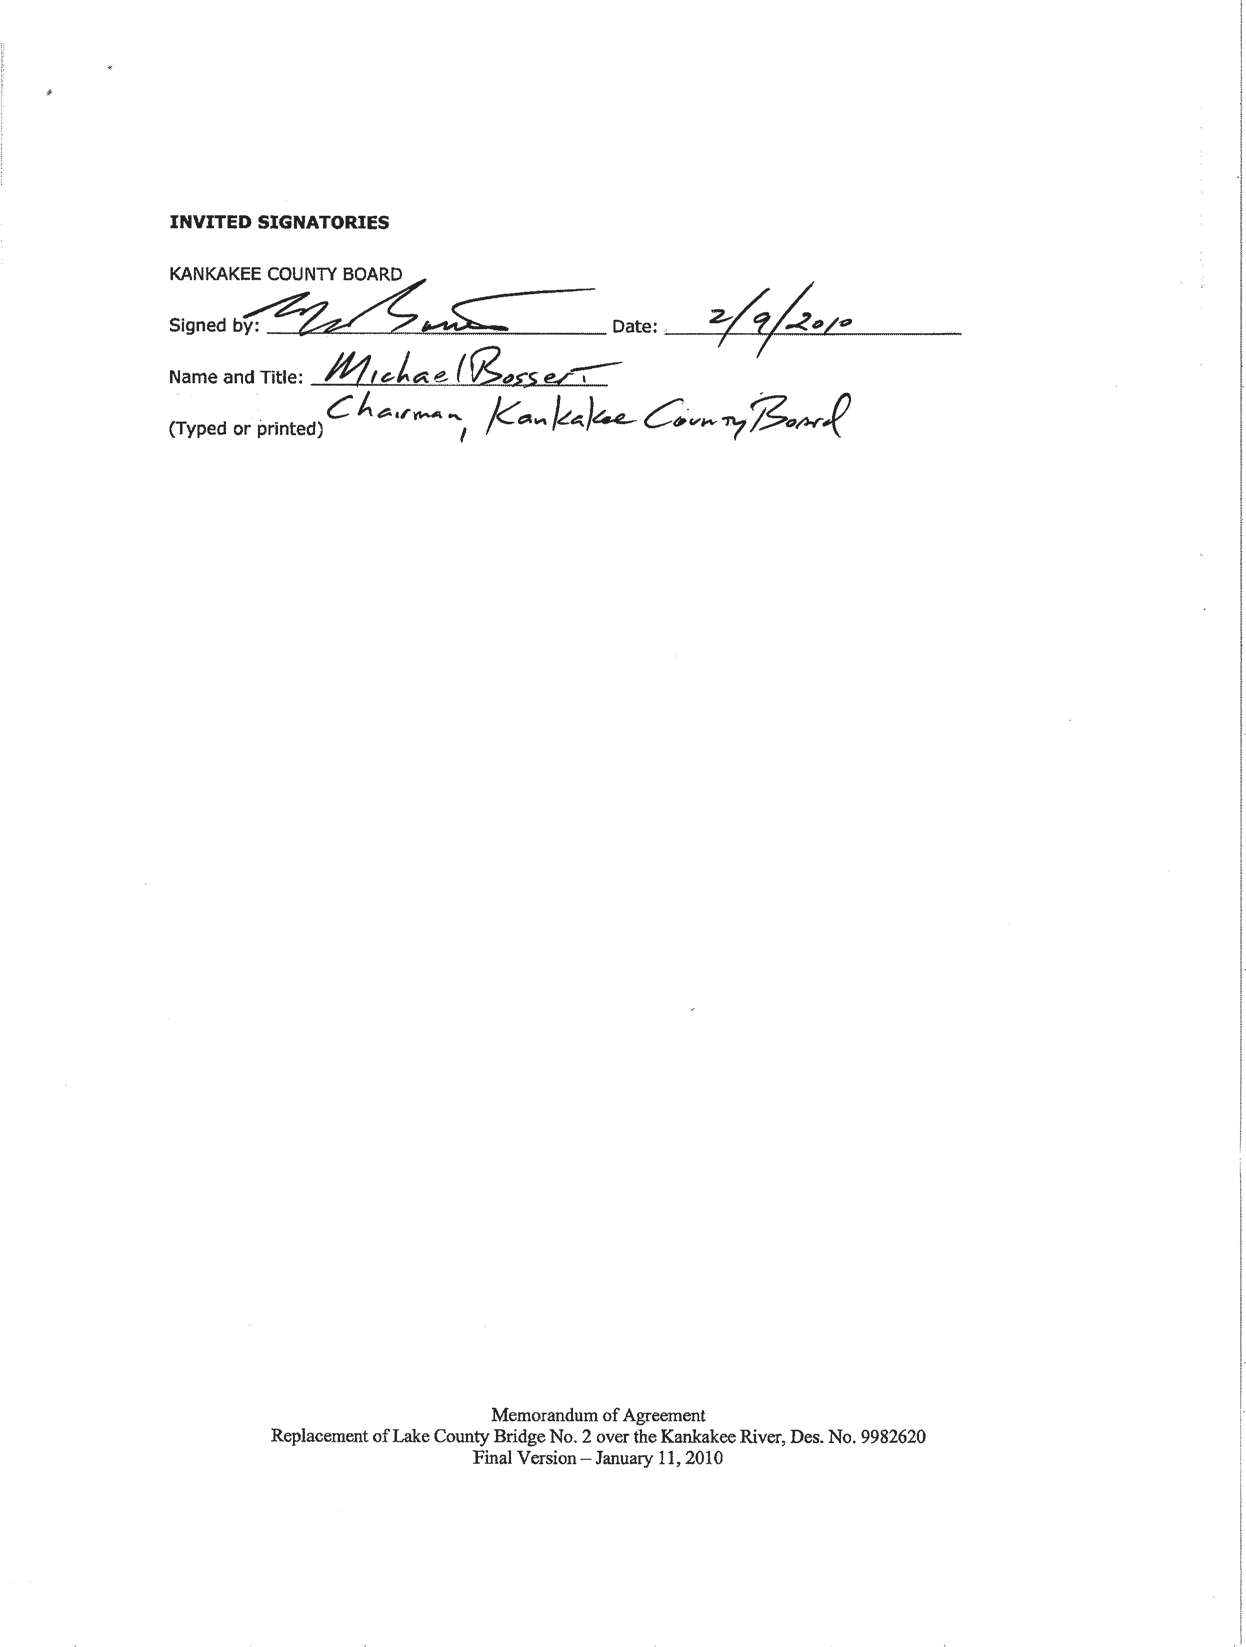 INVITED SIGNATORIES
KANKAKEE COUNTY BOARD
Signed by: Date: 2/9/2010
Name and Title: Michael Bossert
(Typed or printed) Chairman, Kankakee County Board
Memorandum of Agreement
Replacement of Lake County Bridge No. 2 over the Kankakee River, Des. No. 9982620
Final Version – January 11, 2010